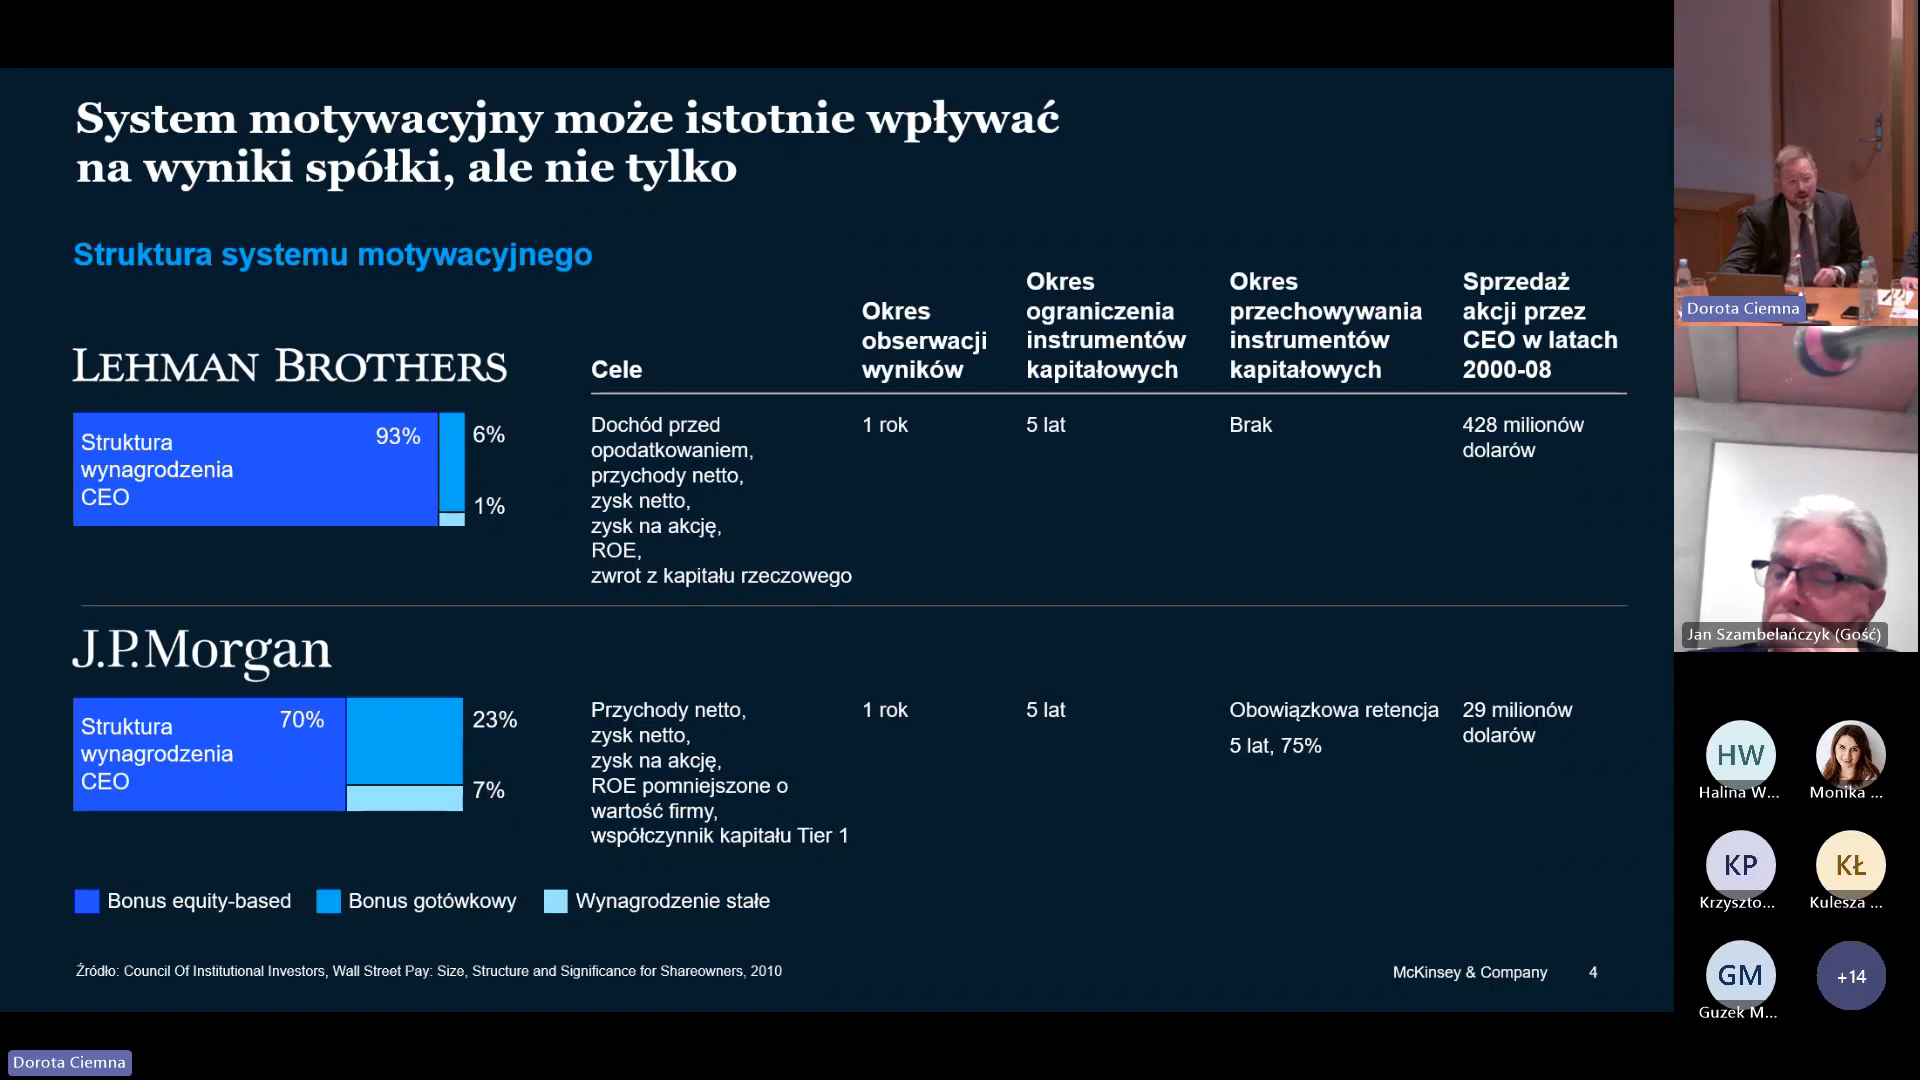 System motywacyjny może istotnie wpływać
na wyniki spółki, ale nie tylko
Struktura systemu motywacyjnego
Cele
Okres
obserwacji
wyników
Okres
ograniczenia
instrumentów
kapitałowych
Okres
przechowywania
instrumentów
kapitałowych
Sprzedaż
akcji przez
CEO w latach
2000-08
LEHMAN BROTHERS
Struktura
wynagrodzenia
CEO
93%
6%
1%
Dochód przed
opodatkowaniem,
przychody netto,
zysk netto,
zysk na akcję,
ROE,
zwrot z kapitału rzeczowego
1 rok
5 lat
Brak
428 milionów
dolarów
J.P.Morgan
Struktura
wynagrodzenia
CEO
70%
23%
7%
Przychody netto,
zysk netto,
zysk na akcję,
ROE pomniejszone o
wartość firmy,
współczynnik kapitału Tier 1
1 rok
5 lat
Obowiązkowa retencja
5 lat, 75%
29 milionów
dolarów
Bonus equity-based
Bonus gotówkowy
Wynagrodzenie stałe
Źródło: Council Of Institutional Investors, Wall Street Pay: Size, Structure and Significance for Shareowners, 2010
McKinsey & Company 4
Dorota Ciemna
Jan Szambelańczyk (Gość)
HW
Halina W...
Monika ...
KP
Krzyszto...
KŁ
Kulesza ...
GM
Guzek M...
+14
Dorota Ciemna